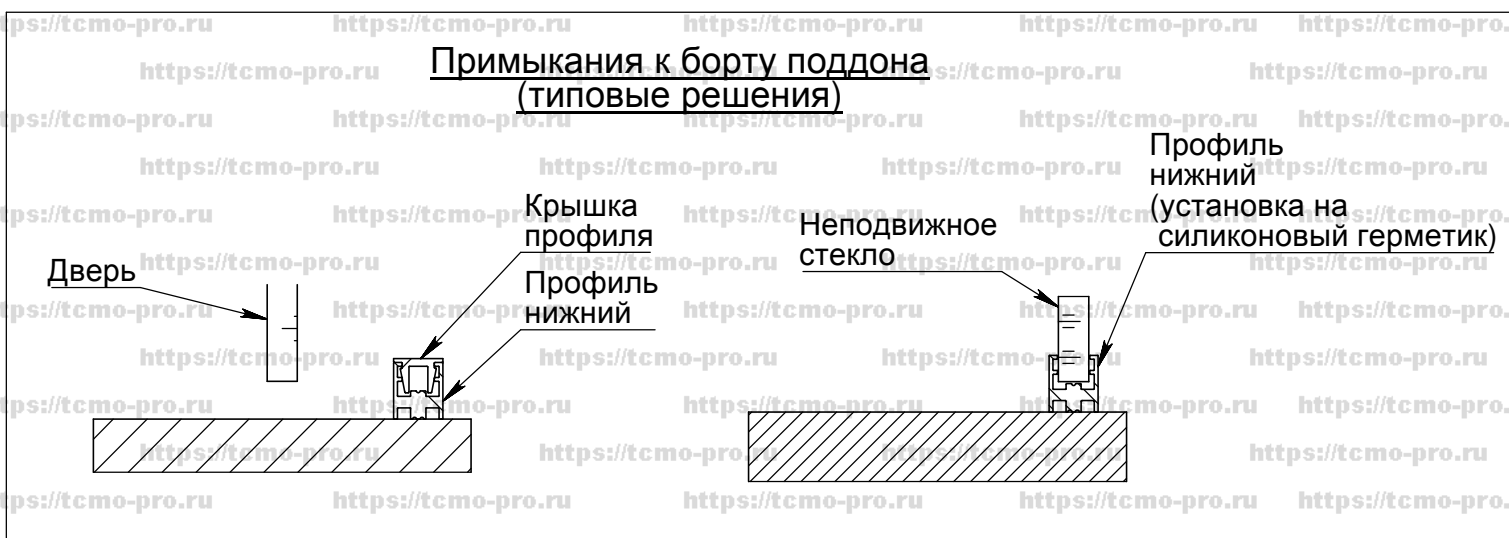 Примыкания к борту поддона
(типовые решения)
Дверь
Крышка
профиля
Профиль
нижний
Неподвижное
стекло
Профиль
нижний
(установка на
силиконовый герметик)
https://tcmo-pro.ru